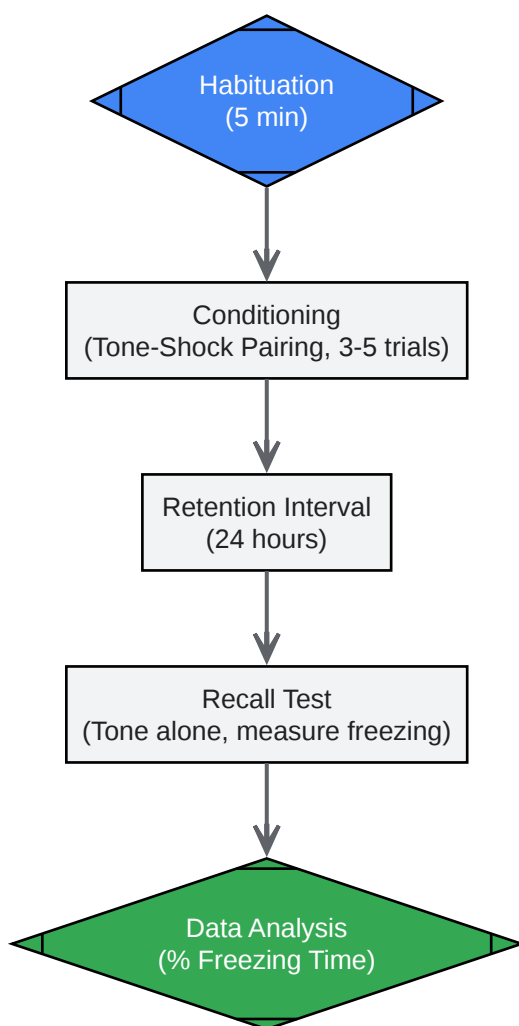 Habituation
(5 min)
Conditioning
(Tone-Shock Pairing, 3-5 trials)
Retention Interval
(24 hours)
Recall Test
(Tone alone, measure freezing)
Data Analysis
(% Freezing Time)